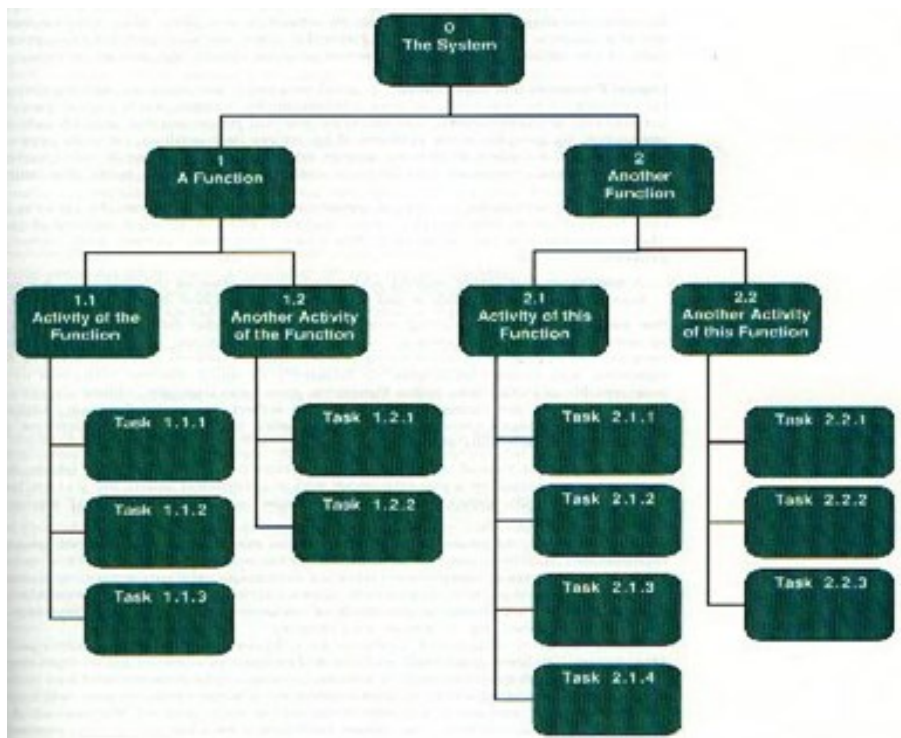 0
The System
1
A Function
2
Another
Function
1.1
Activity of the
Function
1.2
Another Activity
of the Function
2.1
Activity of this
Function
2.2
Another Activity
of this Function
Task 1.1.1
Task 1.1.2
Task 1.1.3
Task 1.2.1
Task 1.2.2
Task 2.1.1
Task 2.1.2
Task 2.1.3
Task 2.1.4
Task 2.2.1
Task 2.2.2
Task 2.2.3